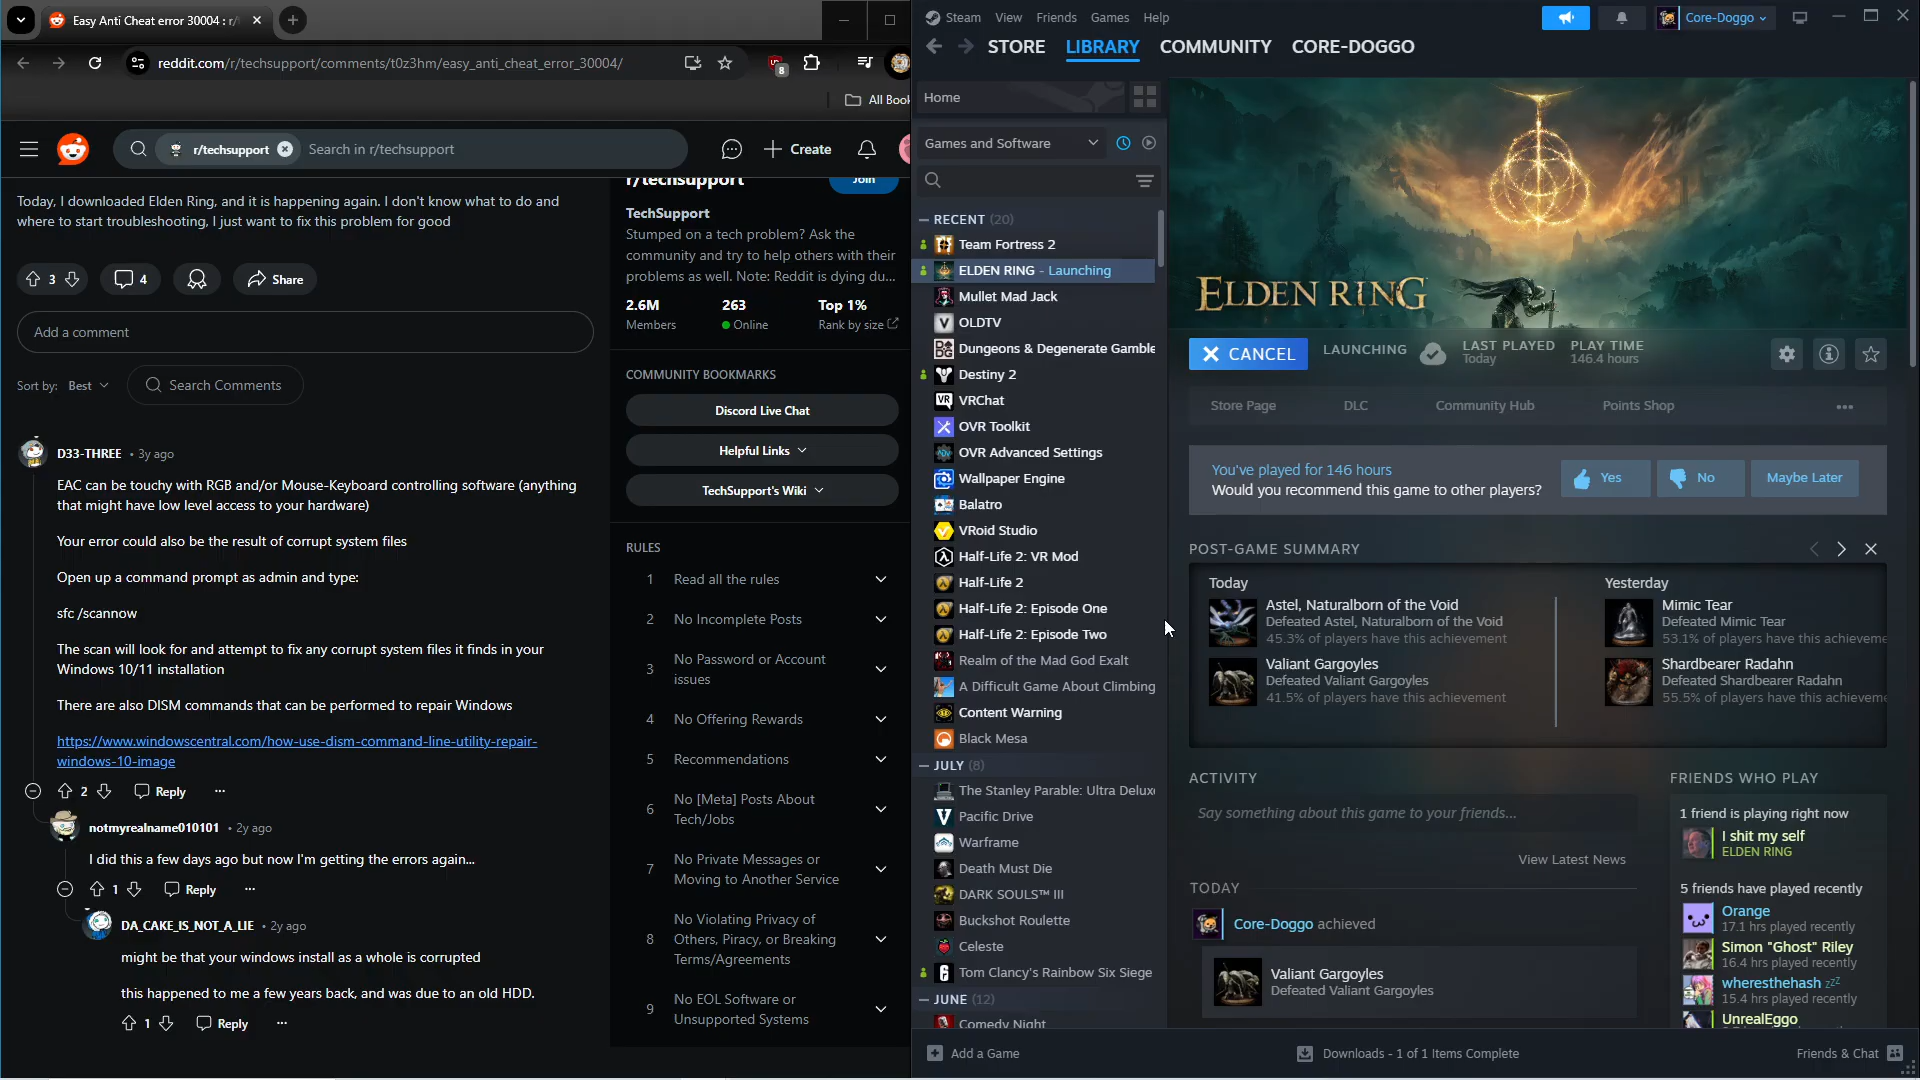 Easy Anti Cheat error 30004 : r/
reddit.com/r/techsupport/comments/t0z3hm/easy_anti_cheat_error_30004/
8
All Book
r/techsupport
Search in r/techsupport
Create
Today, I downloaded Elden Ring, and it is happening again. I don't know what to do and
where to start troubleshooting, I just want to fix this problem for good
3
4
Share
Add a comment
Sort by: Best
Search Comments
D33-THREE • 3y ago
EAC can be touchy with RGB and/or Mouse-Keyboard controlling software (anything
that might have low level access to your hardware)
Your error could also be the result of corrupt system files
Open up a command prompt as admin and type:
sfc /scannow
The scan will look for and attempt to fix any corrupt system files it finds in your
Windows 10/11 installation
There are also DISM commands that can be performed to repair Windows
https://www.windowscentral.com/how-use-dism-command-line-utility-repair-
windows-10-image
2
Reply
notmyrealname010101 • 2y ago
I did this a few days ago but now I'm getting the errors again...
1
Reply
DA_CAKE_IS_NOT_A_LIE • 2y ago
might be that your windows install as a whole is corrupted
this happened to me a few years back, and was due to an old HDD.
1
Reply
r/techsupport
Join
TechSupport
Stumped on a tech problem? Ask the
community and try to help others with their
problems as well. Note: Reddit is dying du...
2.6M
263
Top 1%
Members
Online
Rank by size
COMMUNITY BOOKMARKS
Discord Live Chat
Helpful Links
TechSupport's Wiki
RULES
1 Read all the rules
2 No Incomplete Posts
3 No Password or Account
issues
4 No Offering Rewards
5 Recommendations
6 No [Meta] Posts About
Tech/Jobs
7 No Private Messages or
Moving to Another Service
8 No Violating Privacy of
Others, Piracy, or Breaking
Terms/Agreements
9 No EOL Software or
Unsupported Systems
Steam View Friends Games Help
Core-Doggo
STORE LIBRARY COMMUNITY CORE-DOGGO
Home
Games and Software
RECENT (20)
Team Fortress 2
ELDEN RING - Launching
Mullet Mad Jack
OLDTV
Dungeons & Degenerate Gamble
Destiny 2
VRChat
OVR Toolkit
OVR Advanced Settings
Wallpaper Engine
Balatro
VRoid Studio
Half-Life 2: VR Mod
Half-Life 2
Half-Life 2: Episode One
Half-Life 2: Episode Two
Realm of the Mad God Exalt
A Difficult Game About Climbing
Content Warning
Black Mesa
JULY (8)
The Stanley Parable: Ultra Delux
Pacific Drive
Warframe
Death Must Die
DARK SOULS™ III
Buckshot Roulette
Celeste
Tom Clancy's Rainbow Six Siege
JUNE (12)
Comedy Night
Add a Game
ELDEN RING
CANCEL
LAUNCHING
LAST PLAYED
Today
PLAY TIME
146.4 hours
Store Page
DLC
Community Hub
Points Shop
You've played for 146 hours
Would you recommend this game to other players?
Yes
No
Maybe Later
POST-GAME SUMMARY
Today
Astel, Naturalborn of the Void
Defeated Astel, Naturalborn of the Void
45.3% of players have this achievement
Valiant Gargoyles
Defeated Valiant Gargoyles
41.5% of players have this achievement
Yesterday
Mimic Tear
Defeated Mimic Tear
53.1% of players have this achieveme
Shardbearer Radahn
Defeated Shardbearer Radahn
55.5% of players have this achieveme
ACTIVITY
Say something about this game to your friends...
View Latest News
TODAY
Core-Doggo achieved
Valiant Gargoyles
Defeated Valiant Gargoyles
FRIENDS WHO PLAY
1 friend is playing right now
I shit my self
ELDEN RING
5 friends have played recently
Orange
17.1 hrs played recently
Simon "Ghost" Riley
16.4 hrs played recently
wheresthehash zzZ
15.4 hrs played recently
UnrealEggo
Downloads - 1 of 1 Items Complete
Friends & Chat